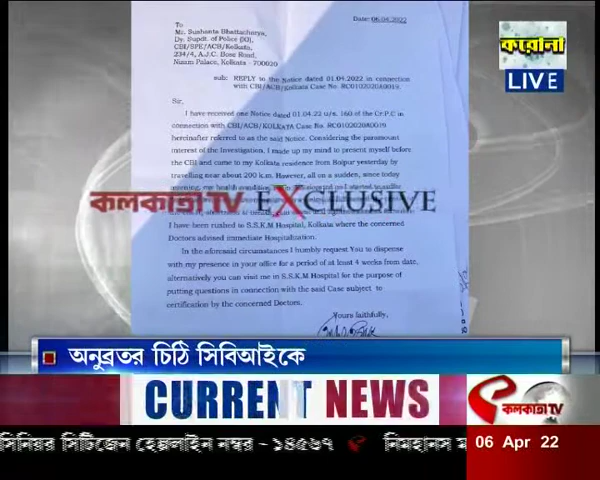 Date: 06.04.2022
To
Mr. Sushanta Bhattacharya,
Dy. Supdt. of Police (IO),
CBI/SPE/ACB/Kolkata,
234/4, A.J.C. Bose Road,
Nizam Palace, Kolkata - 700020
sub: REPLY to the Notice dated 01.04.2022 in connection
with CBI/ACB/Kolkata Case No. RC0102020A0019.
Sir,
I have received one Notice dated 01.04.22 u/s. 160 of the Cr.P.C in
connection with CBI/ACB/KOLKATA Case No. RC0102020A0019
hereinafter referred to as the said Notice. Considering the paramount
interest of the Investigation, I made up my mind to present myself before
the CBI and came to my Kolkata residence from Bolpur yesterday by
travelling near about 200 k.m. However, all on a sudden, since today
morning, my health condition
কলকাতা TV EXCLUSIVE
I have been rushed to S.S.K.M Hospital, Kolkata where the concerned
Doctors advised immediate Hospitalization.
In the aforesaid circumstances I humbly request You to dispense
with my presence in your office for a period of at least 4 weeks from date,
alternatively you can visit me in S.S.K.M Hospital for the purpose of
putting questions in connection with the said Case subject to
certification by the concerned Doctors.
Yours faithfully,
করোনা
LIVE
অনুব্রতর চিঠি সিবিআইকে
CURRENT NEWS
কলকাতা TV
সিনিয়র সিটিজেন হেল্পলাইন নম্বর - ১৪৫৬৭ নিমহানস
06 Apr 22